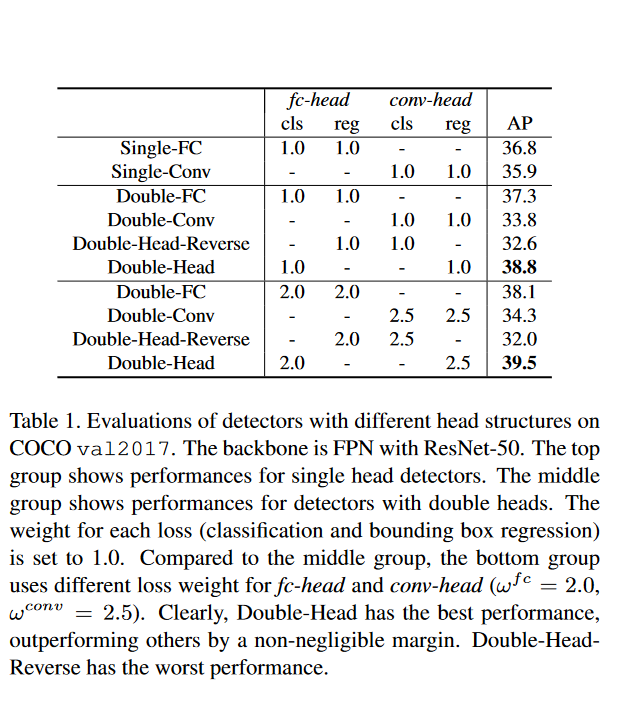 fc-head conv-head
cls reg cls reg AP
Single-FC 1.0 1.0 - - 36.8
Single-Conv - - 1.0 1.0 35.9
Double-FC 1.0 1.0 - - 37.3
Double-Conv - - 1.0 1.0 33.8
Double-Head-Reverse - 1.0 1.0 - 32.6
Double-Head 1.0 - - 1.0 38.8
Double-FC 2.0 2.0 - - 38.1
Double-Conv - - 2.5 2.5 34.3
Double-Head-Reverse - 2.0 2.5 - 32.0
Double-Head 2.0 - - 2.5 39.5
Table 1. Evaluations of detectors with different head structures on
COCO val2017. The backbone is FPN with ResNet-50. The top
group shows performances for single head detectors. The middle
group shows performances for detectors with double heads. The
weight for each loss (classification and bounding box regression)
is set to 1.0. Compared to the middle group, the bottom group
uses different loss weight for fc-head and conv-head (ω^fc = 2.0,
ω^conv = 2.5). Clearly, Double-Head has the best performance,
outperforming others by a non-negligible margin. Double-Head-
Reverse has the worst performance.